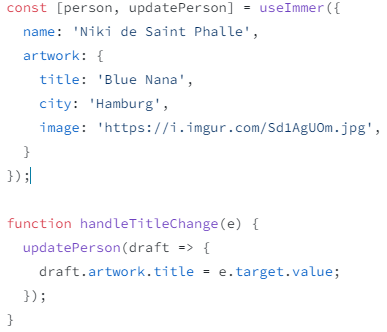 const [person, updatePerson] = useImmer({
  name: 'Niki de Saint Phalle',
  artwork: {
    title: 'Blue Nana',
    city: 'Hamburg',
    image: 'https://i.imgur.com/Sd1AgUOm.jpg',
  }
});

function handleTitleChange(e) {
  updatePerson(draft => {
    draft.artwork.title = e.target.value;
  });
}